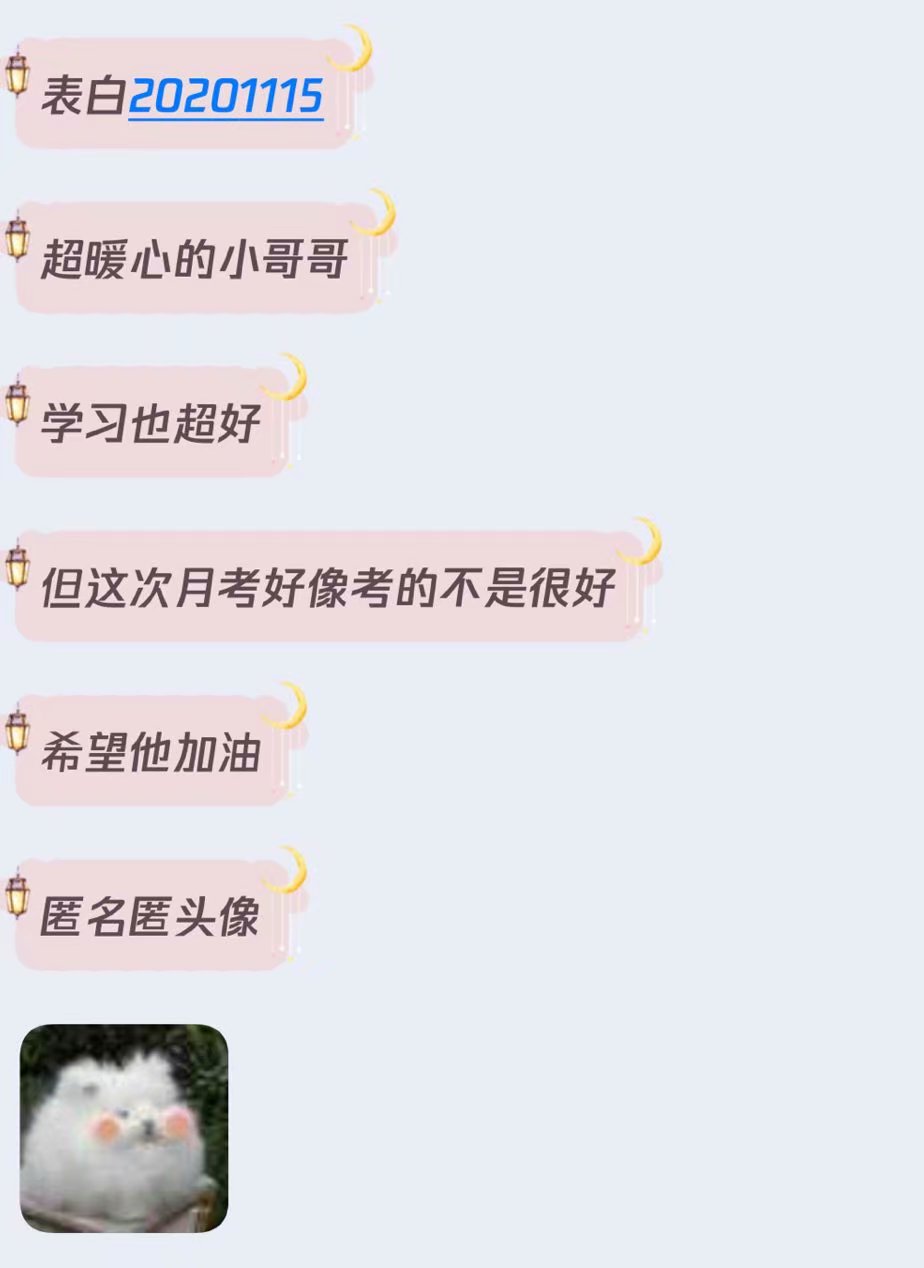 表白20201115
超暖心的小哥哥
学习也超好
但这次月考好像考的不是很好
希望他加油
匿名匿头像